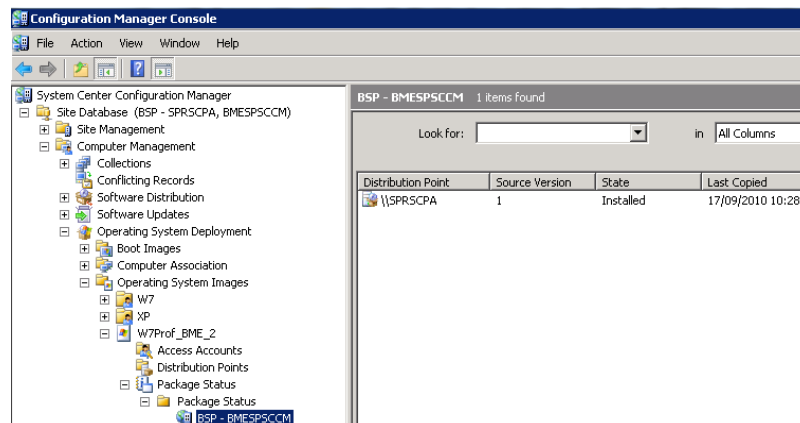 Configuration Manager Console
File Action View Window Help
System Center Configuration Manager
Site Database (BSP - SPRSCPA, BMESPSCCM)
Site Management
Computer Management
Collections
Conflicting Records
Software Distribution
Software Updates
Operating System Deployment
Boot Images
Computer Association
Operating System Images
W7
XP
W7Prof_BME_2
Access Accounts
Distribution Points
Package Status
Package Status
BSP - BMESPSCCM
BSP - BMESPSCCM 1 items found
Look for: in All Columns
Distribution Point Source Version State Last Copied
\\SPRSCPA 1 Installed 17/09/2010 10:28